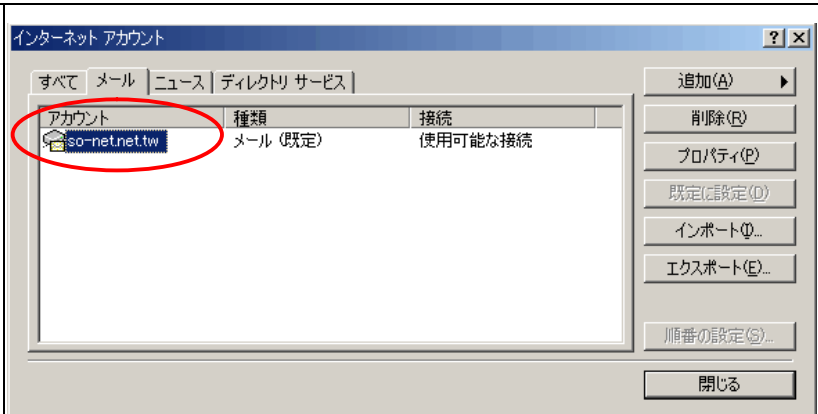 インターネット アカウント
すべて メール ニュース ディレクトリ サービス
アカウント 種類 接続
so-net.net.tw メール (既定) 使用可能な接続
追加(A)
削除(R)
プロパティ(P)
既定に設定(D)
インポート(I)...
エクスポート(E)...
順番の設定(S)...
閉じる